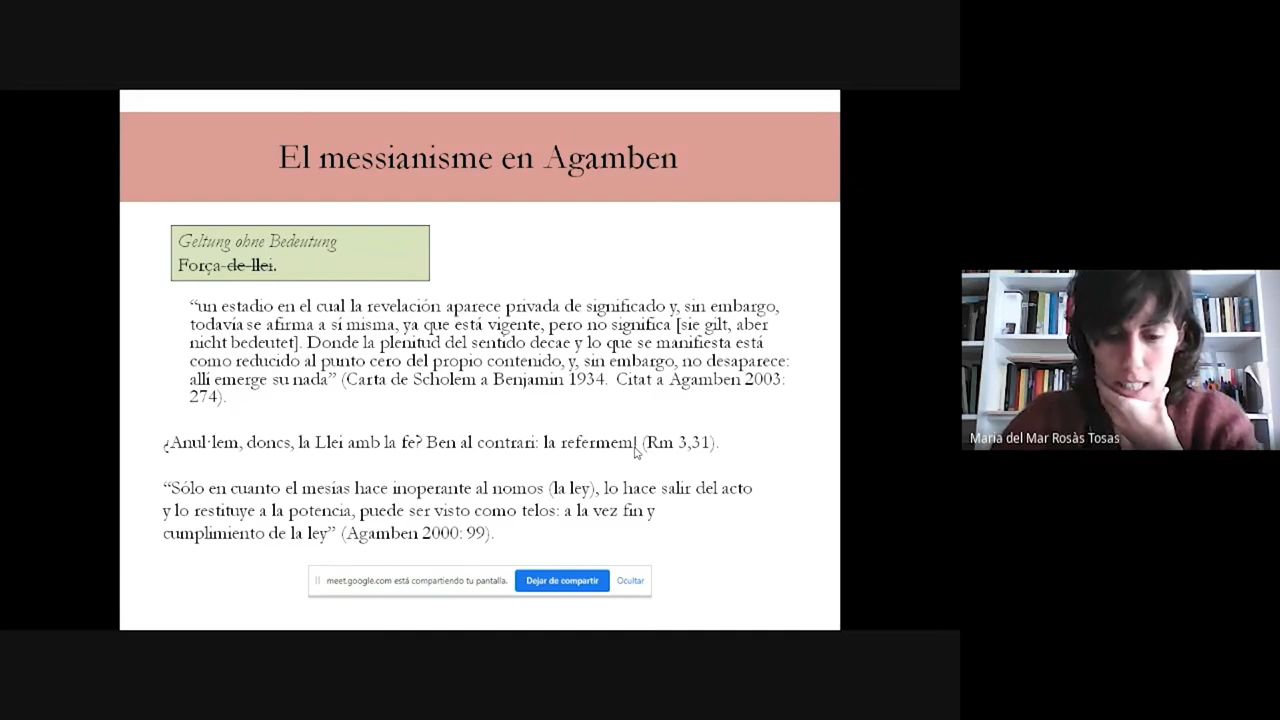 El messianisme en Agamben
Geltung ohne Bedeutung
Força-de-llei.
“un estadio en el cual la revelación aparece privada de significado y, sin embargo,
todavía se afirma a sí misma, ya que está vigente, pero no significa [sie gilt, aber
nicht bedeutet]. Donde la plenitud del sentido decae y lo que se manifiesta está
como reducido al punto cero del propio contenido, y, sin embargo, no desaparece:
allí emerge su nada” (Carta de Scholem a Benjamin 1934. Citat a Agamben 2003:
274).
¿Anul·lem, doncs, la Llei amb la fe? Ben al contrari: la refermem! (Rm 3,31).
“Sólo en cuanto el mesías hace inoperante al nomos (la ley), lo hace salir del acto
y lo restituye a la potencia, puede ser visto como telos: a la vez fin y
cumplimiento de la ley” (Agamben 2000: 99).
meet.google.com está compartiendo tu pantalla. Dejar de compartir Ocultar
Maria del Mar Rosàs Tosas